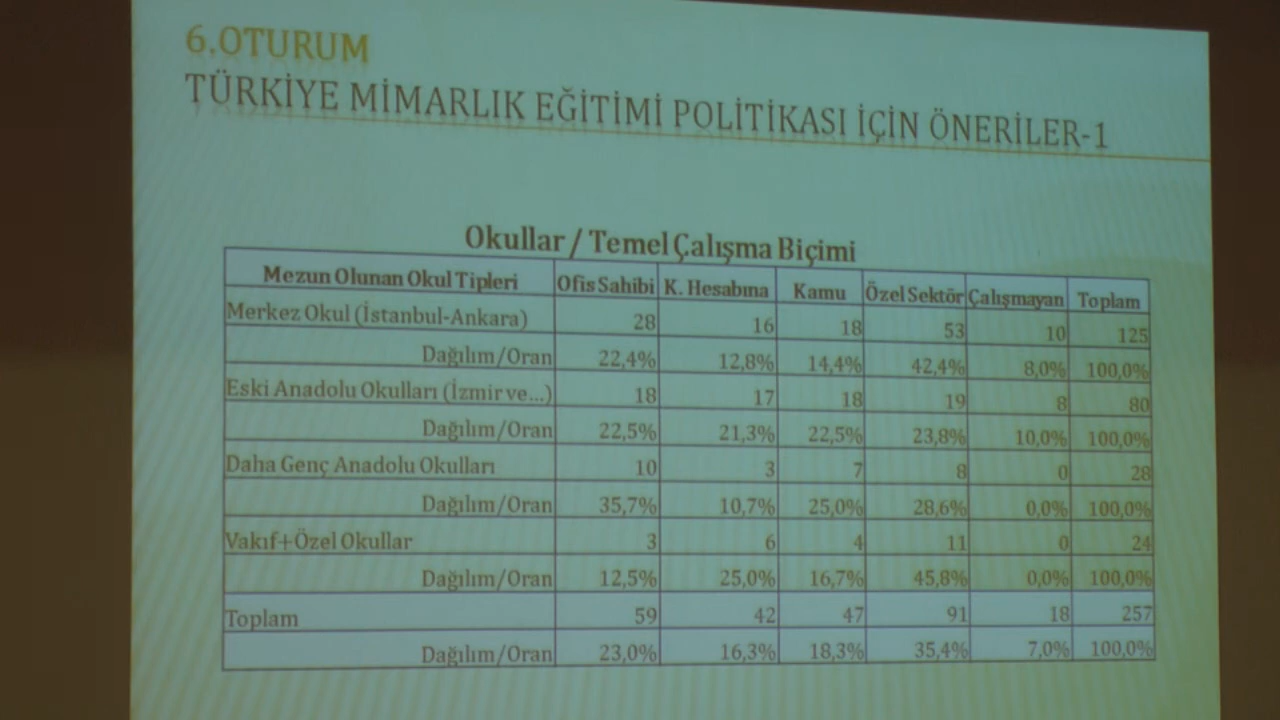 6.OTURUM
TÜRKİYE MİMARLIK EĞİTİMİ POLİTİKASI İÇİN ÖNERİLER-1
Okullar / Temel Çalışma Biçimi
Mezun Olunan Okul Tipleri Ofis Sahibi K. Hesabına Kamu Özel Sektör Çalışmayan Toplam
Merkez Okul (İstanbul-Ankara) 28 16 18 53 10 125
Dağılım/Oran 22,4% 12,8% 14,4% 42,4% 8,0% 100,0%
Eski Anadolu Okulları (İzmir ve...) 18 17 18 19 8 80
Dağılım/Oran 22,5% 21,3% 22,5% 23,8% 10,0% 100,0%
Daha Genç Anadolu Okulları 10 3 7 8 0 28
Dağılım/Oran 35,7% 10,7% 25,0% 28,6% 0,0% 100,0%
Vakıf+Özel Okullar 3 6 4 11 0 24
Dağılım/Oran 12,5% 25,0% 16,7% 45,8% 0,0% 100,0%
Toplam 59 42 47 91 18 257
Dağılım/Oran 23,0% 16,3% 18,3% 35,4% 7,0% 100,0%